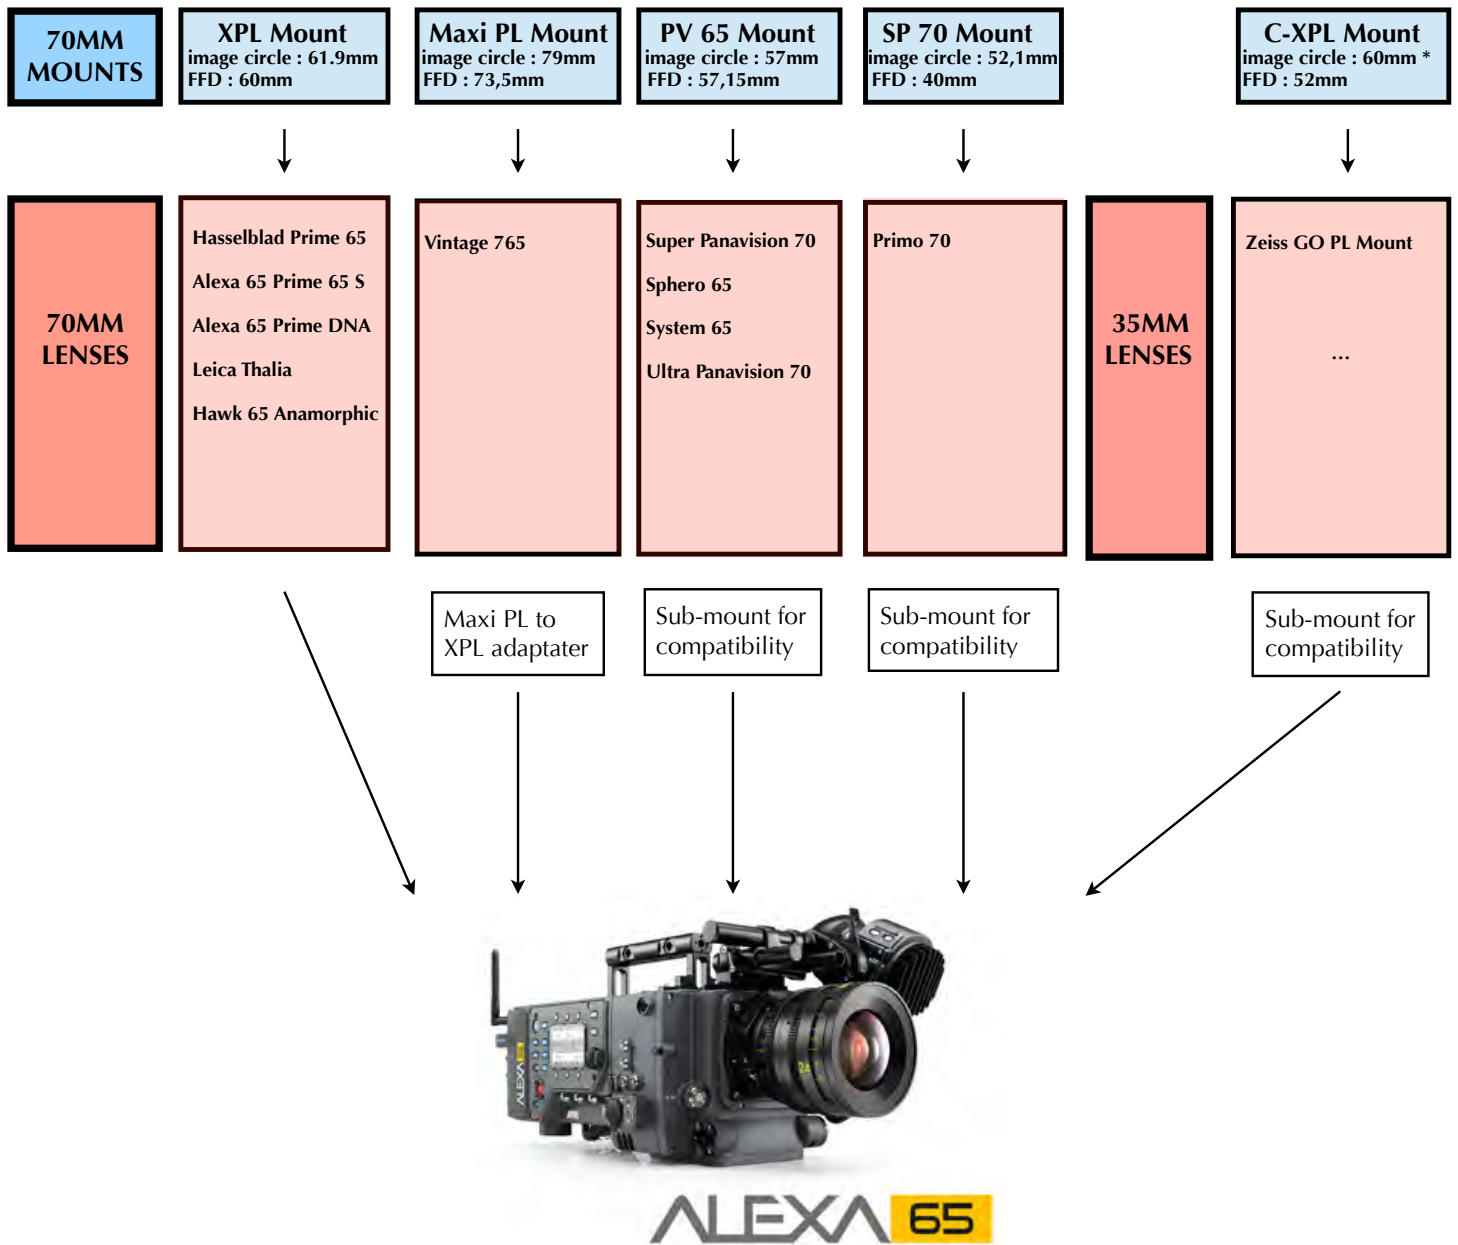 70MM
MOUNTS
XPL Mount
image circle : 61.9mm
FFD : 60mm
Maxi PL Mount
image circle : 79mm
FFD : 73,5mm
PV 65 Mount
image circle : 57mm
FFD : 57,15mm
SP 70 Mount
image circle : 52,1mm
FFD : 40mm
C-XPL Mount
image circle : 60mm *
FFD : 52mm
70MM
LENSES
Hasselblad Prime 65
Alexa 65 Prime 65 S
Alexa 65 Prime DNA
Leica Thalia
Hawk 65 Anamorphic
Vintage 765
Super Panavision 70
Sphero 65
System 65
Ultra Panavision 70
Primo 70
35MM
LENSES
Zeiss GO PL Mount
...
Maxi PL to
XPL adaptater
Sub-mount for
compatibility
Sub-mount for
compatibility
Sub-mount for
compatibility
ALEXA 65
24
ALEXA 65